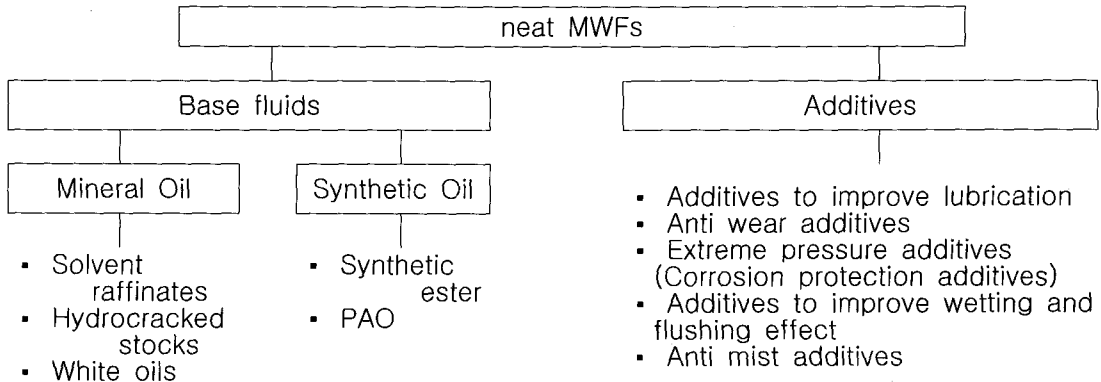 neat MWFs
Base fluids
Additives
Mineral Oil
Synthetic Oil
▪ Solvent
raffinates
▪ Hydrocracked
stocks
▪ White oils
▪ Synthetic
ester
▪ PAO
▪ Additives to improve lubrication
▪ Anti wear additives
▪ Extreme pressure additives
(Corrosion protection additives)
▪ Additives to improve wetting and
flushing effect
▪ Anti mist additives